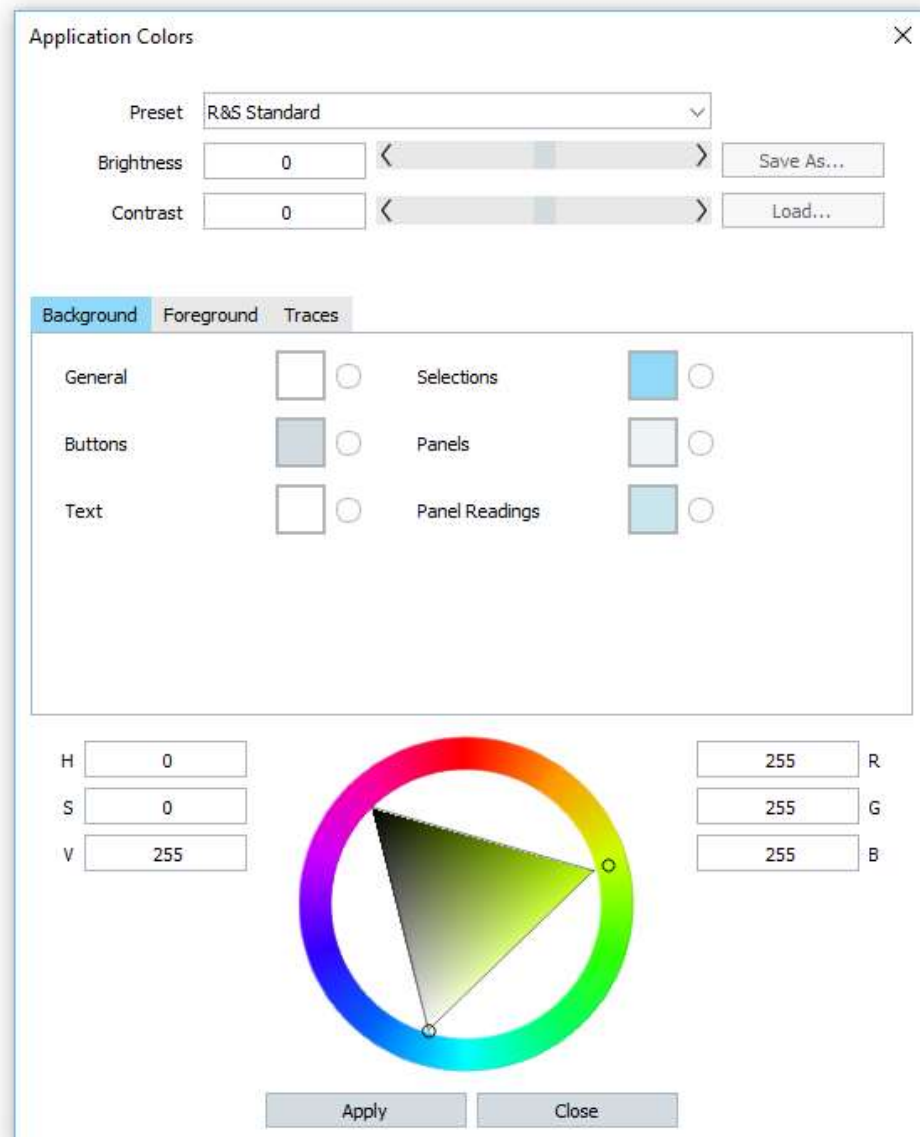 Application Colors
Preset R&S Standard
Brightness 0 Save As...
Contrast 0 Load...
Background Foreground Traces
General Selections
Buttons Panels
Text Panel Readings
H 0 255 R
S 0 255 G
V 255 255 B
Apply Close